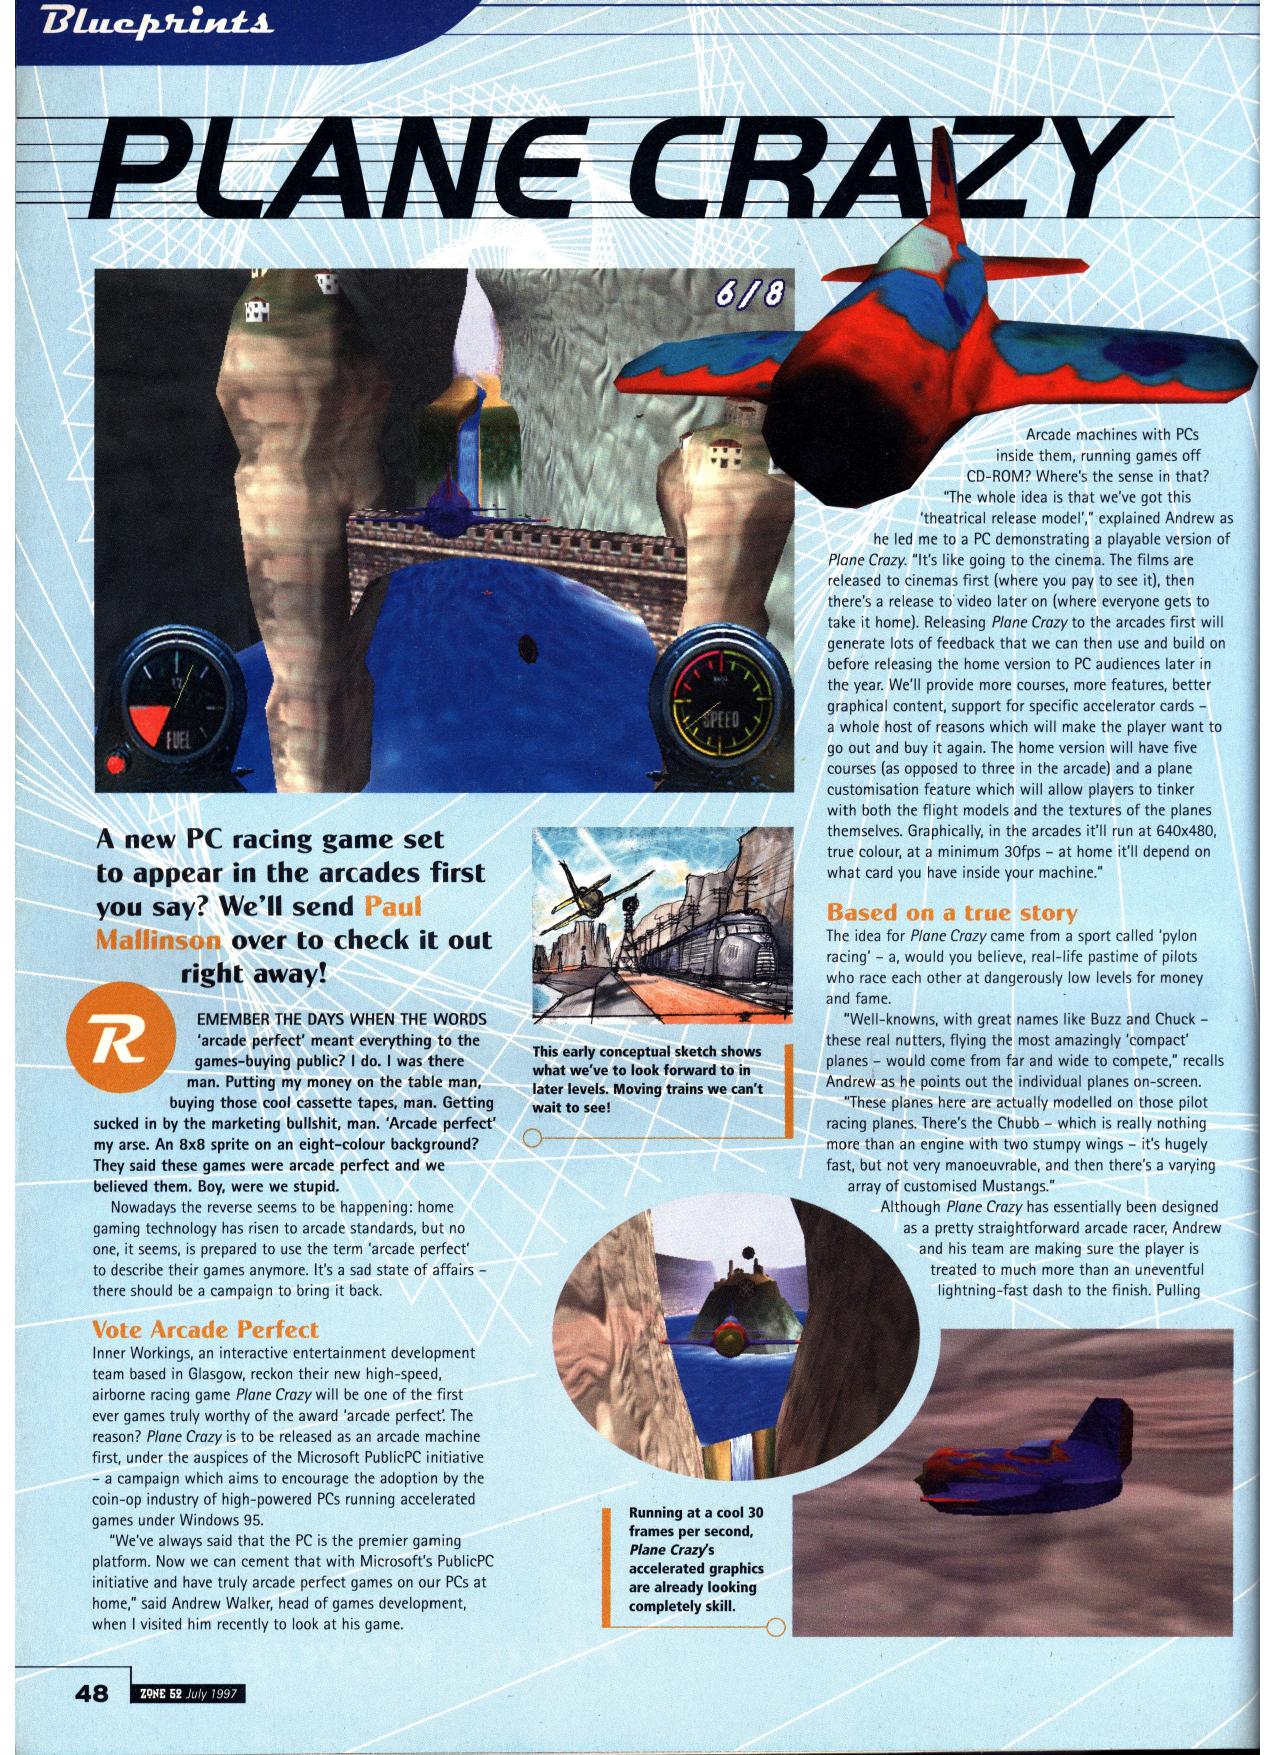 Blueprints
PLANE CRAZY
6/8
FUEL
SPEED
A new PC racing game set
to appear in the arcades first
you say? We'll send Paul
Mallinson over to check it out
right away!
REMEMBER THE DAYS WHEN THE WORDS
'arcade perfect' meant everything to the
games-buying public? I do. I was there
man. Putting my money on the table man,
buying those cool cassette tapes, man. Getting
sucked in by the marketing bullshit, man. 'Arcade perfect'
my arse. An 8x8 sprite on an eight-colour background?
They said these games were arcade perfect and we
believed them. Boy, were we stupid.
Nowadays the reverse seems to be happening: home
gaming technology has risen to arcade standards, but no
one, it seems, is prepared to use the term 'arcade perfect'
to describe their games anymore. It's a sad state of affairs –
there should be a campaign to bring it back.
Vote Arcade Perfect
Inner Workings, an interactive entertainment development
team based in Glasgow, reckon their new high-speed,
airborne racing game Plane Crazy will be one of the first
ever games truly worthy of the award 'arcade perfect'. The
reason? Plane Crazy is to be released as an arcade machine
first, under the auspices of the Microsoft PublicPC initiative
– a campaign which aims to encourage the adoption by the
coin-op industry of high-powered PCs running accelerated
games under Windows 95.
"We've always said that the PC is the premier gaming
platform. Now we can cement that with Microsoft's PublicPC
initiative and have truly arcade perfect games on our PCs at
home," said Andrew Walker, head of games development,
when I visited him recently to look at his game.
This early conceptual sketch shows
what we've to look forward to in
later levels. Moving trains we can't
wait to see!
Running at a cool 30
frames per second,
Plane Crazy's
accelerated graphics
are already looking
completely skill.
Arcade machines with PCs
inside them, running games off
CD-ROM? Where's the sense in that?
"The whole idea is that we've got this
'theatrical release model'," explained Andrew as
he led me to a PC demonstrating a playable version of
Plane Crazy. "It's like going to the cinema. The films are
released to cinemas first (where you pay to see it), then
there's a release to video later on (where everyone gets to
take it home). Releasing Plane Crazy to the arcades first will
generate lots of feedback that we can then use and build on
before releasing the home version to PC audiences later in
the year. We'll provide more courses, more features, better
graphical content, support for specific accelerator cards –
a whole host of reasons which will make the player want to
go out and buy it again. The home version will have five
courses (as opposed to three in the arcade) and a plane
customisation feature which will allow players to tinker
with both the flight models and the textures of the planes
themselves. Graphically, in the arcades it'll run at 640x480,
true colour, at a minimum 30fps – at home it'll depend on
what card you have inside your machine."
Based on a true story
The idea for Plane Crazy came from a sport called 'pylon
racing' – a, would you believe, real-life pastime of pilots
who race each other at dangerously low levels for money
and fame.
"Well-knowns, with great names like Buzz and Chuck –
these real nutters, flying the most amazingly 'compact'
planes – would come from far and wide to compete," recalls
Andrew as he points out the individual planes on-screen.
"These planes here are actually modelled on those pilot
racing planes. There's the Chubb – which is really nothing
more than an engine with two stumpy wings – it's hugely
fast, but not very manoeuvrable, and then there's a varying
array of customised Mustangs."
Although Plane Crazy has essentially been designed
as a pretty straightforward arcade racer, Andrew
and his team are making sure the player is
treated to much more than an uneventful
lightning-fast dash to the finish. Pulling
48
ZONE 52 July 1997